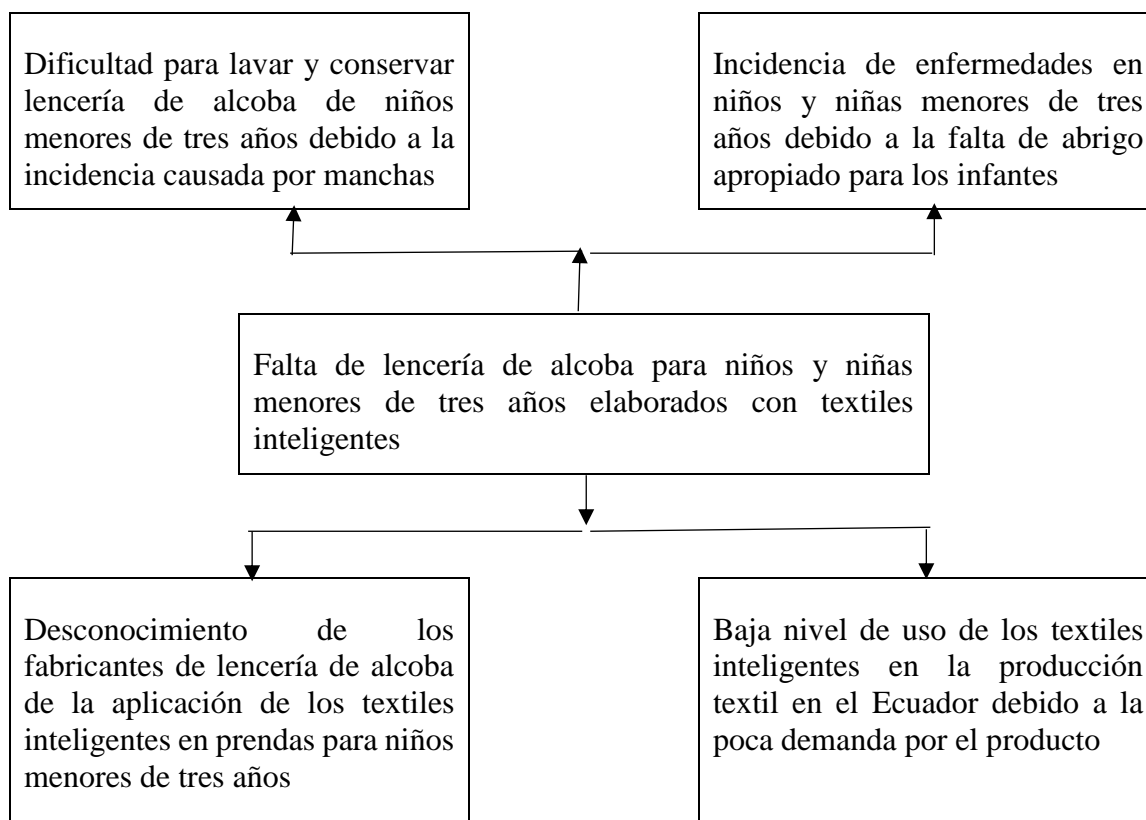 Dificultad para lavar y conservar
lencería de alcoba de niños
menores de tres años debido a la
incidencia causada por manchas
Incidencia de enfermedades en
niños y niñas menores de tres
años debido a la falta de abrigo
apropiado para los infantes
Falta de lencería de alcoba para niños y niñas
menores de tres años elaborados con textiles
inteligentes
Desconocimiento de los
fabricantes de lencería de alcoba
de la aplicación de los textiles
inteligentes en prendas para niños
menores de tres años
Baja nivel de uso de los textiles
inteligentes en la producción
textil en el Ecuador debido a la
poca demanda por el producto